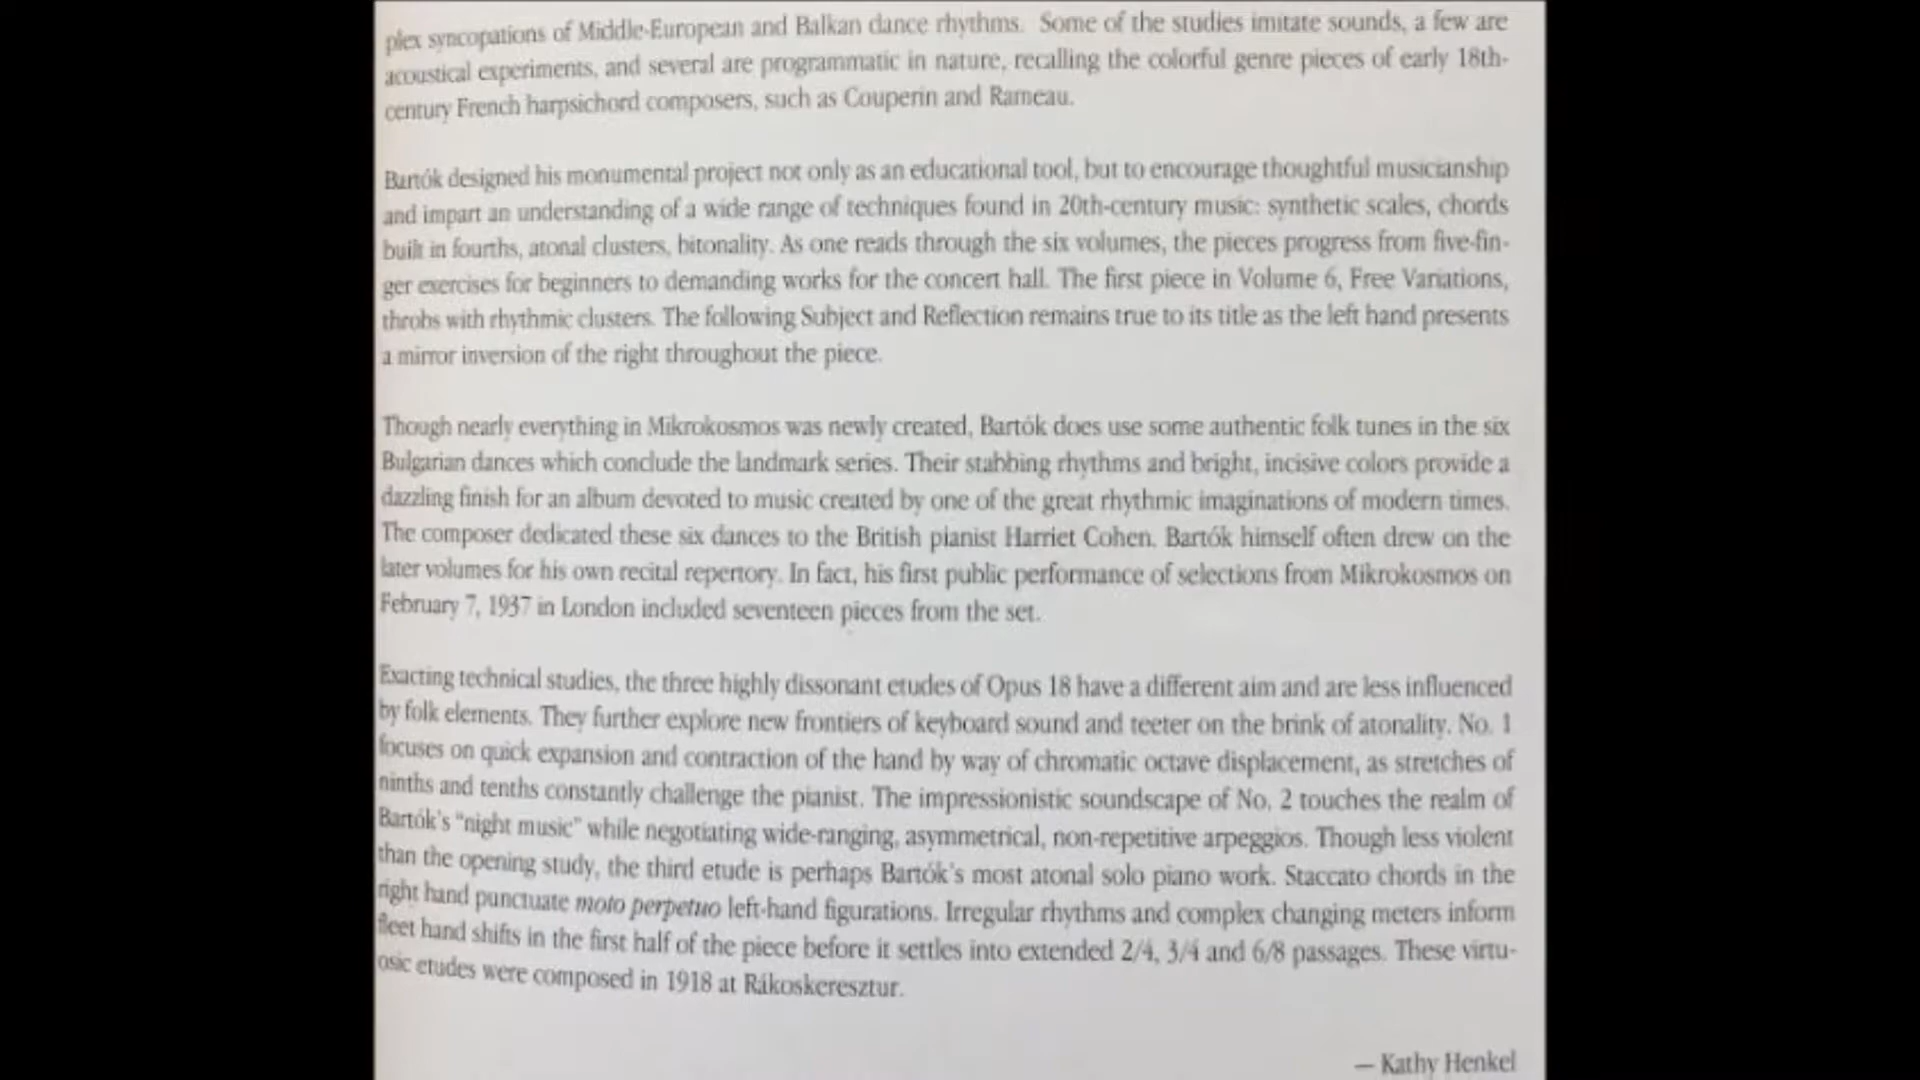 plex syncopations of Middle-European and Balkan dance rhythms. Some of the studies imitate sounds, a few are
acoustical experiments, and several are programmatic in nature, recalling the colorful genre pieces of early 18th-
century French harpsichord composers, such as Couperin and Rameau.
Bartók designed his monumental project not only as an educational tool, but to encourage thoughtful musicianship
and impart an understanding of a wide range of techniques found in 20th-century music: synthetic scales, chords
built in fourths, atonal clusters, bitonality. As one reads through the six volumes, the pieces progress from five-fin-
ger exercises for beginners to demanding works for the concert hall. The first piece in Volume 6, Free Variations,
throbs with rhythmic clusters. The following Subject and Reflection remains true to its title as the left hand presents
a mirror inversion of the right throughout the piece.
Though nearly everything in Mikrokosmos was newly created, Bartók does use some authentic folk tunes in the six
Bulgarian dances which conclude the landmark series. Their stabbing rhythms and bright, incisive colors provide a
dazzling finish for an album devoted to music created by one of the great rhythmic imaginations of modern times.
The composer dedicated these six dances to the British pianist Harriet Cohen. Bartók himself often drew on the
later volumes for his own recital repertory. In fact, his first public performance of selections from Mikrokosmos on
February 7, 1937 in London included seventeen pieces from the set.
Exacting technical studies, the three highly dissonant etudes of Opus 18 have a different aim and are less influenced
by folk elements. They further explore new frontiers of keyboard sound and teeter on the brink of atonality. No. 1
focuses on quick expansion and contraction of the hand by way of chromatic octave displacement, as stretches of
ninths and tenths constantly challenge the pianist. The impressionistic soundscape of No. 2 touches the realm of
Bartók's "night music" while negotiating wide-ranging, asymmetrical, non-repetitive arpeggios. Though less violent
than the opening study, the third etude is perhaps Bartók's most atonal solo piano work. Staccato chords in the
right hand punctuate moto perpetuo left-hand figurations. Irregular rhythms and complex changing meters inform
fleet hand shifts in the first half of the piece before it settles into extended 2/4, 3/4 and 6/8 passages. These virtu-
osic etudes were composed in 1918 at Rákoskeresztur.
— Kathy Henkel